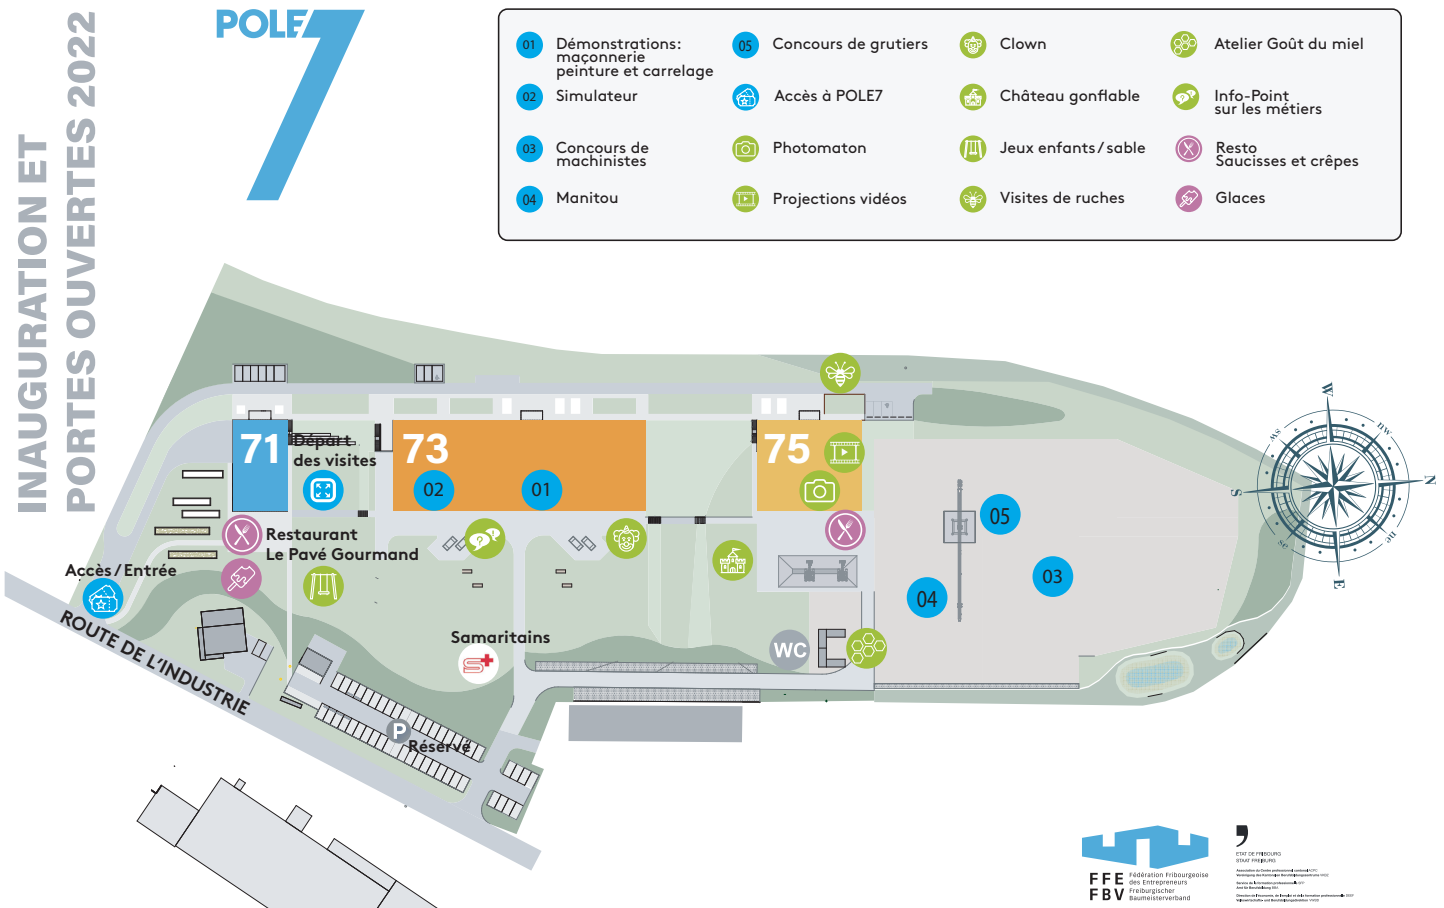 INAUGURATION ET
PORTES OUVERTES 2022
POLE7
01 Démonstrations:
maçonnerie
peinture et carrelage
02 Simulateur
03 Concours de
machinistes
04 Manitou
05 Concours de grutiers
Accès à POLE7
Photomaton
Projections vidéos
Clown
Château gonflable
Jeux enfants / sable
Visites de ruches
Atelier Goût du miel
Info-Point
sur les métiers
Resto
Saucisses et crêpes
Glaces
71
Départ
des visites
73
02
01
75
05
03
04
Restaurant
Le Pavé Gourmand
Accès / Entrée
ROUTE DE L'INDUSTRIE
Samaritains
S
WC
P
Réservé
W
NW
N
ne
E
se
S
SW
FFE
FBV
Fédération Fribourgeoise
des Entrepreneurs
Freiburgischer
Baumeisterverband
ETAT DE FRIBOURG
STAAT FREIBURG